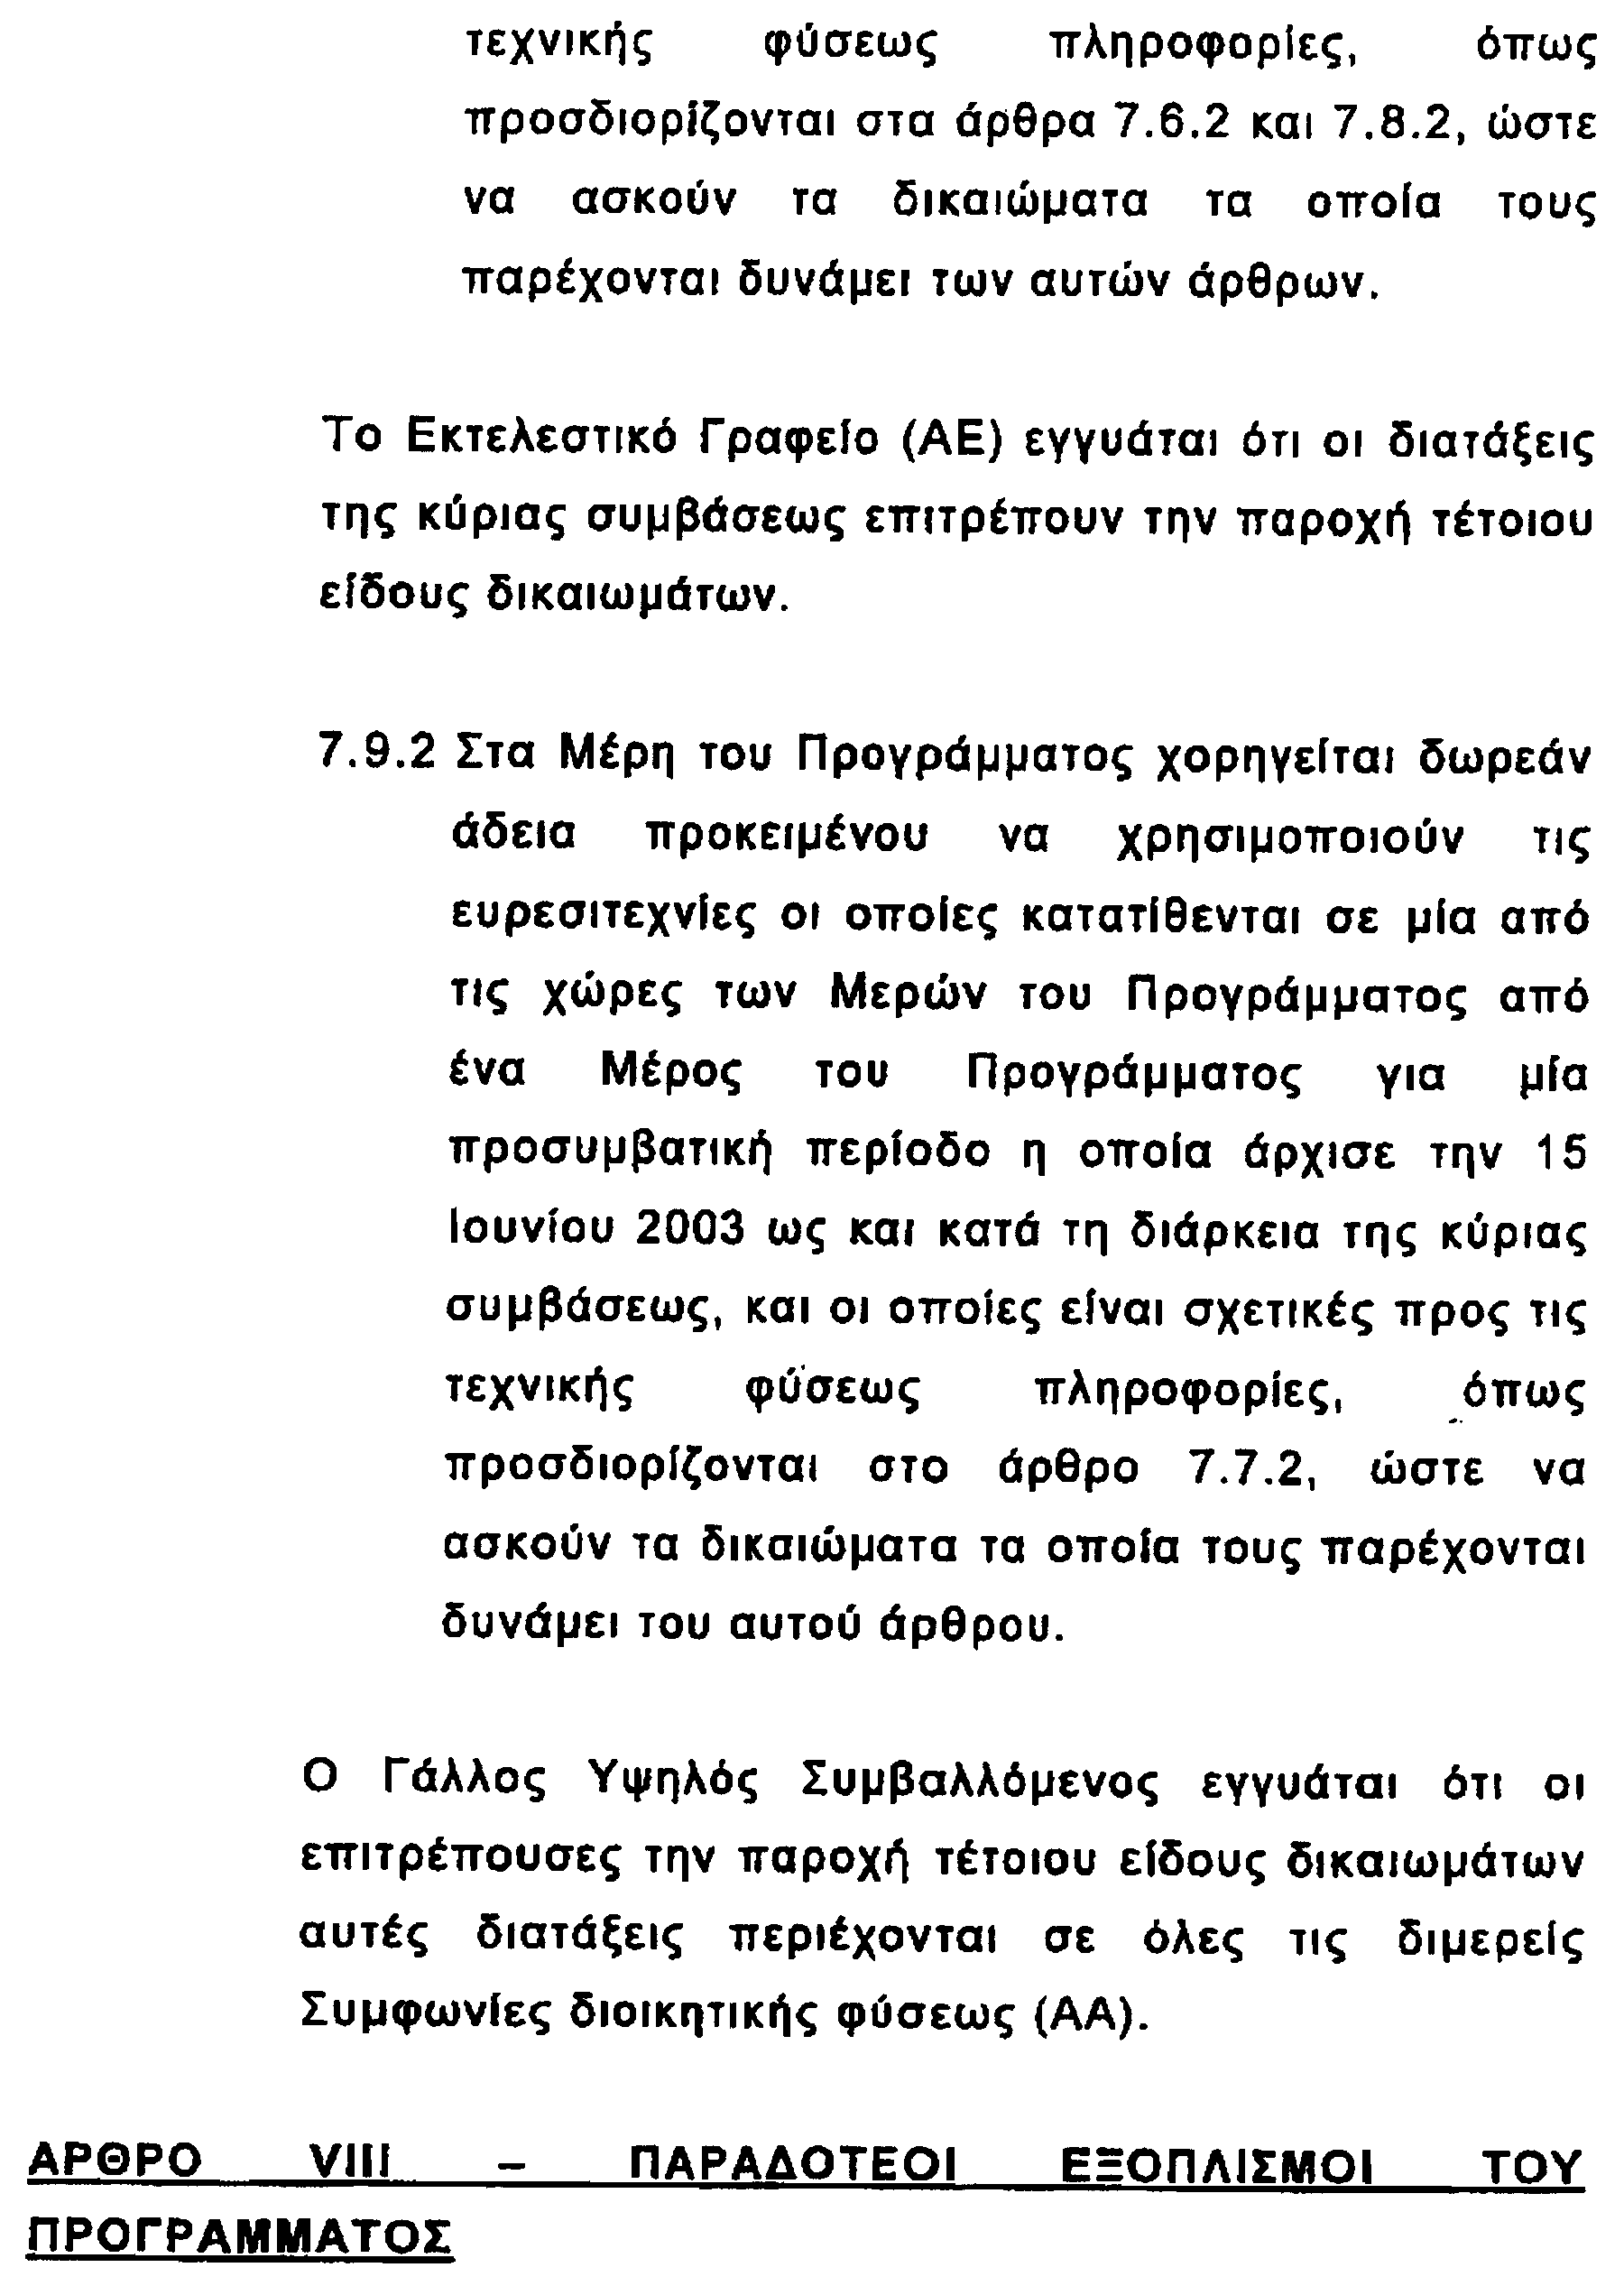 τεχνικής φύσεως πληροφορίες, όπως
προσδιορίζονται στα άρθρα 7.6.2 και 7.8.2, ώστε
να ασκούν τα δικαιώματα τα οποία τους
παρέχονται δυνάμει των αυτών άρθρων.
Το Εκτελεστικό Γραφείο (ΑΕ) εγγυάται ότι οι διατάξεις
της κύριας συμβάσεως επιτρέπουν την παροχή τέτοιου
είδους δικαιωμάτων.
7.9.2 Στα Μέρη του Προγράμματος χορηγείται δωρεάν
άδεια προκειμένου να χρησιμοποιούν τις
ευρεσιτεχνίες οι οποίες κατατίθενται σε μία από
τις χώρες των Μερών του Προγράμματος από
ένα Μέρος του Προγράμματος για μία
προσυμβατική περίοδο η οποία άρχισε την 15
Ιουνίου 2003 ως και κατά τη διάρκεια της κύριας
συμβάσεως, και οι οποίες είναι σχετικές προς τις
τεχνικής φύσεως πληροφορίες, όπως
προσδιορίζονται στο άρθρο 7.7.2, ώστε να
ασκούν τα δικαιώματα τα οποία τους παρέχονται
δυνάμει του αυτού άρθρου.
Ο Γάλλος Υψηλός Συμβαλλόμενος εγγυάται ότι οι
επιτρέπουσες την παροχή τέτοιου είδους δικαιωμάτων
αυτές διατάξεις περιέχονται σε όλες τις διμερείς
Συμφωνίες διοικητικής φύσεως (ΑΑ).
ΑΡΘΡΟ VIII – ΠΑΡΑΔΟΤΕΟΙ ΕΞΟΠΛΙΣΜΟΙ ΤΟΥ
ΠΡΟΓΡΑΜΜΑΤΟΣ